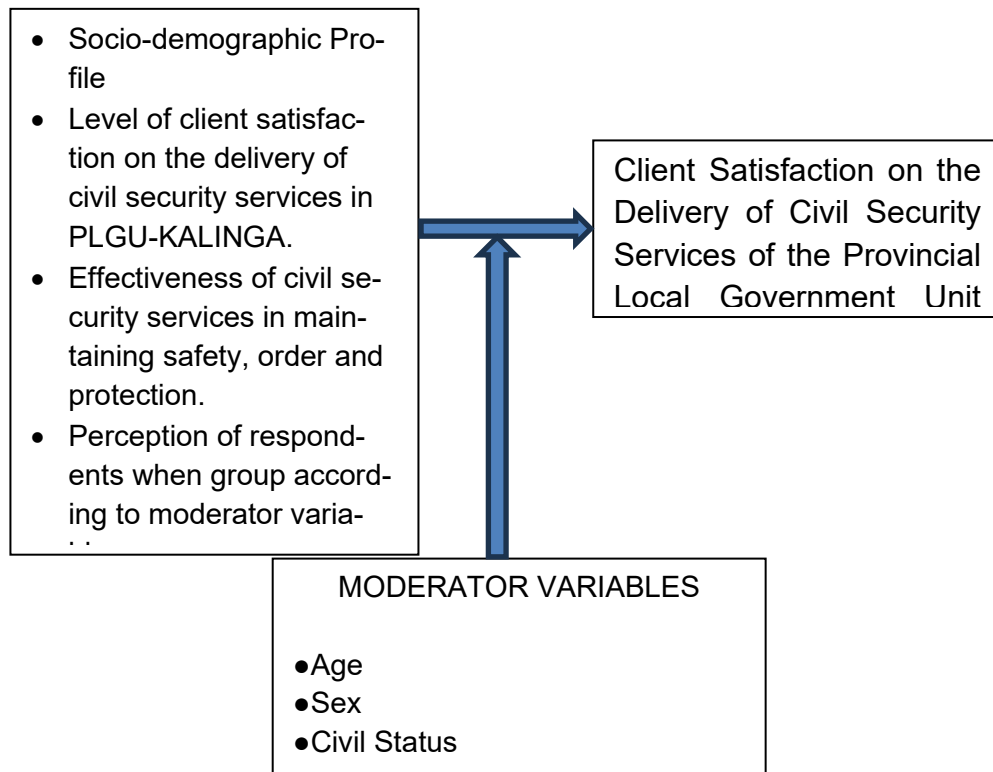 • Socio-demographic Pro-
file
• Level of client satisfac-
tion on the delivery of
civil security services in
PLGU-KALINGA.
• Effectiveness of civil se-
curity services in main-
taining safety, order and
protection.
• Perception of respond-
ents when group accord-
ing to moderator varia-
Client Satisfaction on the
Delivery of Civil Security
Services of the Provincial
Local Government Unit
MODERATOR VARIABLES
●Age
●Sex
●Civil Status